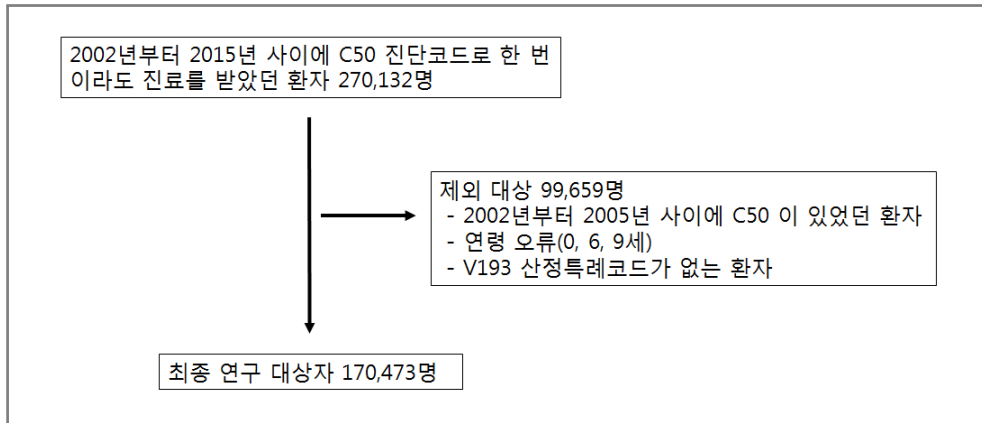 2002년부터 2015년 사이에 C50 진단코드로 한 번
이라도 진료를 받았던 환자 270,132명
제외 대상 99,659명
- 2002년부터 2005년 사이에 C50 이 있었던 환자
- 연령 오류(0, 6, 9세)
- V193 산정특례코드가 없는 환자
최종 연구 대상자 170,473명